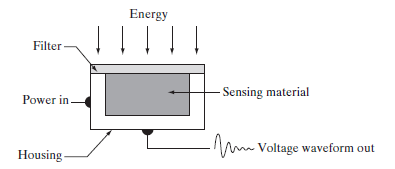 Energy
Filter
Power in
Sensing material
Housing
Voltage waveform out